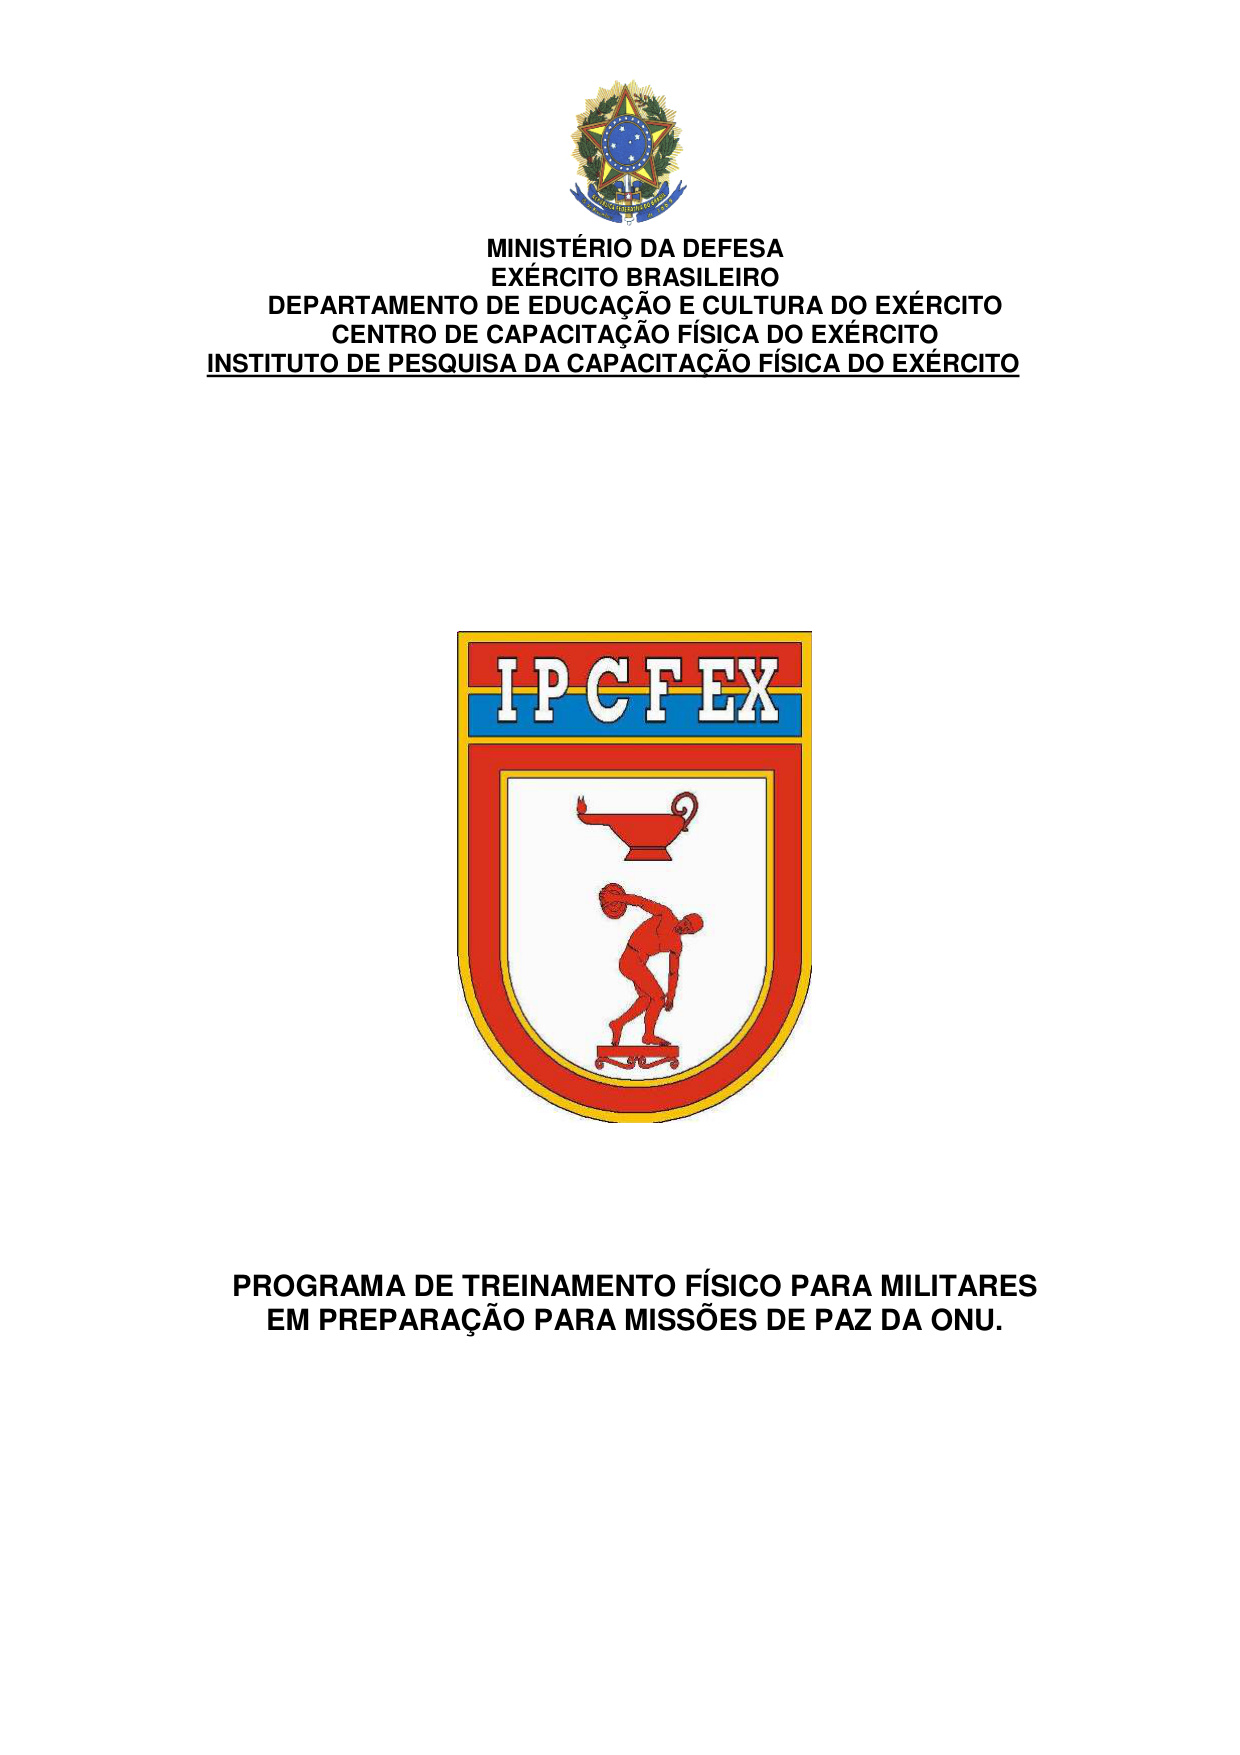 MINISTÉRIO DA DEFESA
EXÉRCITO BRASILEIRO
DEPARTAMENTO DE EDUCAÇÃO E CULTURA DO EXÉRCITO
CENTRO DE CAPACITAÇÃO FÍSICA DO EXÉRCITO
INSTITUTO DE PESQUISA DA CAPACITAÇÃO FÍSICA DO EXÉRCITO
IPCFEX
PROGRAMA DE TREINAMENTO FÍSICO PARA MILITARES
EM PREPARAÇÃO PARA MISSÕES DE PAZ DA ONU.